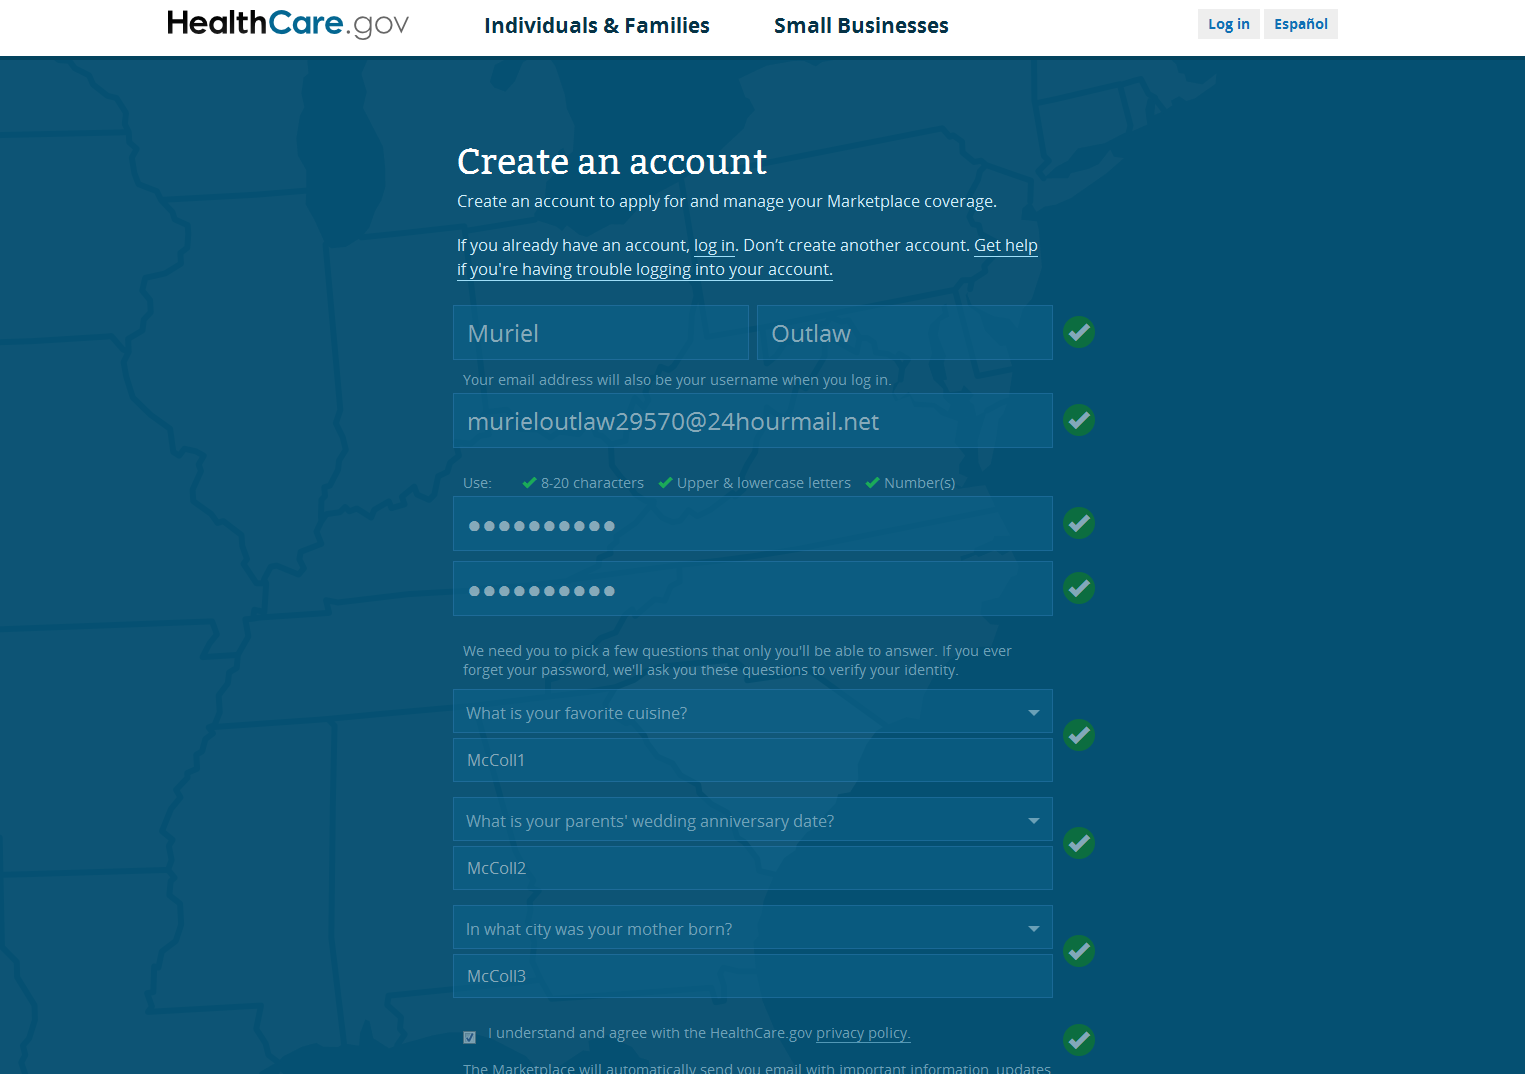 HealthCare.gov
Individuals & Families
Small Businesses
Log in
Español
Create an account
Create an account to apply for and manage your Marketplace coverage.
If you already have an account, log in. Don't create another account. Get help
if you're having trouble logging into your account.
Muriel
Outlaw
Your email address will also be your username when you log in.
murieloutlaw29570@24hourmail.net
Use: 8-20 characters Upper & lowercase letters Number(s)
We need you to pick a few questions that only you'll be able to answer. If you ever
forget your password, we'll ask you these questions to verify your identity.
What is your favorite cuisine?
McColl1
What is your parents' wedding anniversary date?
McColl2
In what city was your mother born?
McColl3
I understand and agree with the HealthCare.gov privacy policy.
The Marketplace will automatically send you email with important information, updates